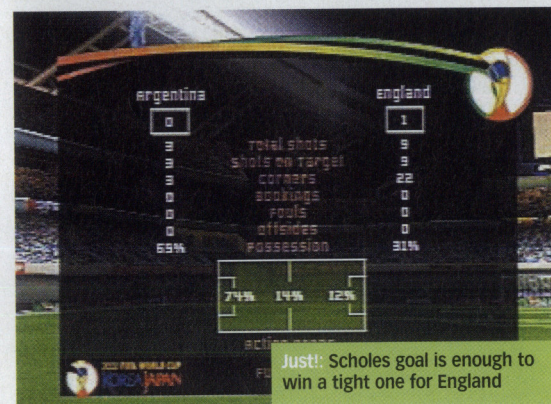 Argentina England
0 1
3 Total shots 9
3 Shots on Target 9
3 corners 22
0 Bookings 0
0 Fouls 0
0 offsides 0
65% Possession 31%
74% 14% 12%
Action
2002 FIFA WORLD CUP
KOREA JAPAN
Just!: Scholes goal is enough to
win a tight one for England